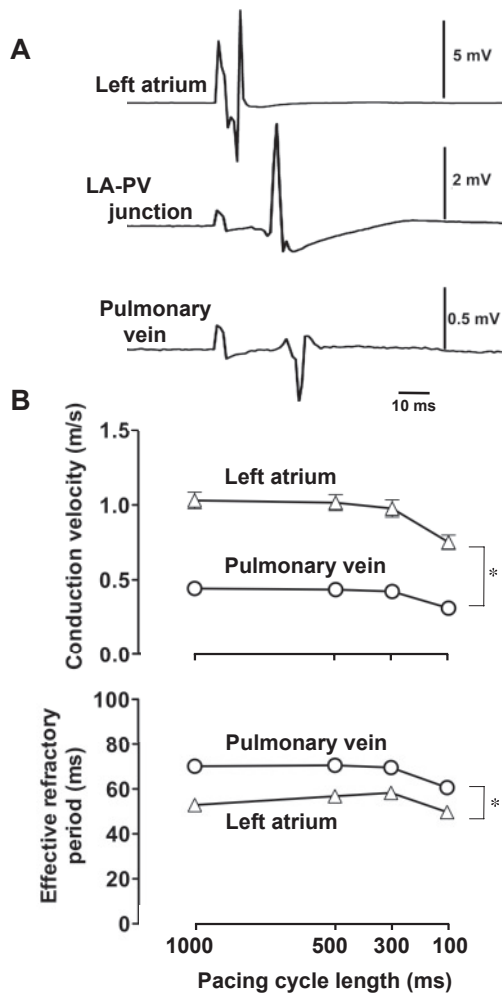 A
Left atrium
5 mV
LA-PV
junction
2 mV
Pulmonary
vein
0.5 mV
10 ms
B
Conduction velocity (m/s)
1.5
1.0
0.5
0.0
Left atrium
Pulmonary vein
*
Effective refractory
period (ms)
100
80
60
40
20
0
Pulmonary vein
Left atrium
*
1000 500 300 100
Pacing cycle length (ms)